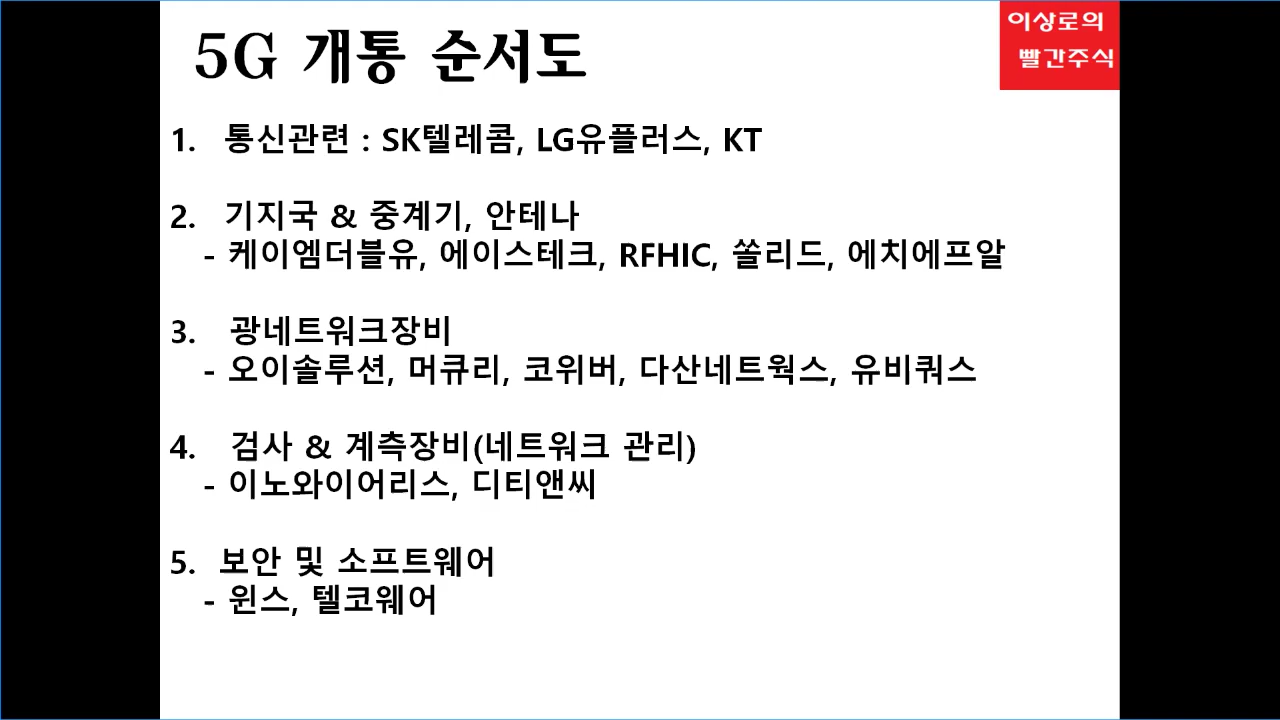 5G 개통 순서도
이상로의
빨간주식
1. 통신관련 : SK텔레콤, LG유플러스, KT
2. 기지국 & 중계기, 안테나
- 케이엠더블유, 에이스테크, RFHIC, 쏠리드, 에치에프알
3. 광네트워크장비
- 오이솔루션, 머큐리, 코위버, 다산네트웍스, 유비쿼스
4. 검사 & 계측장비(네트워크 관리)
- 이노와이어리스, 디티앤씨
5. 보안 및 소프트웨어
- 윈스, 텔코웨어